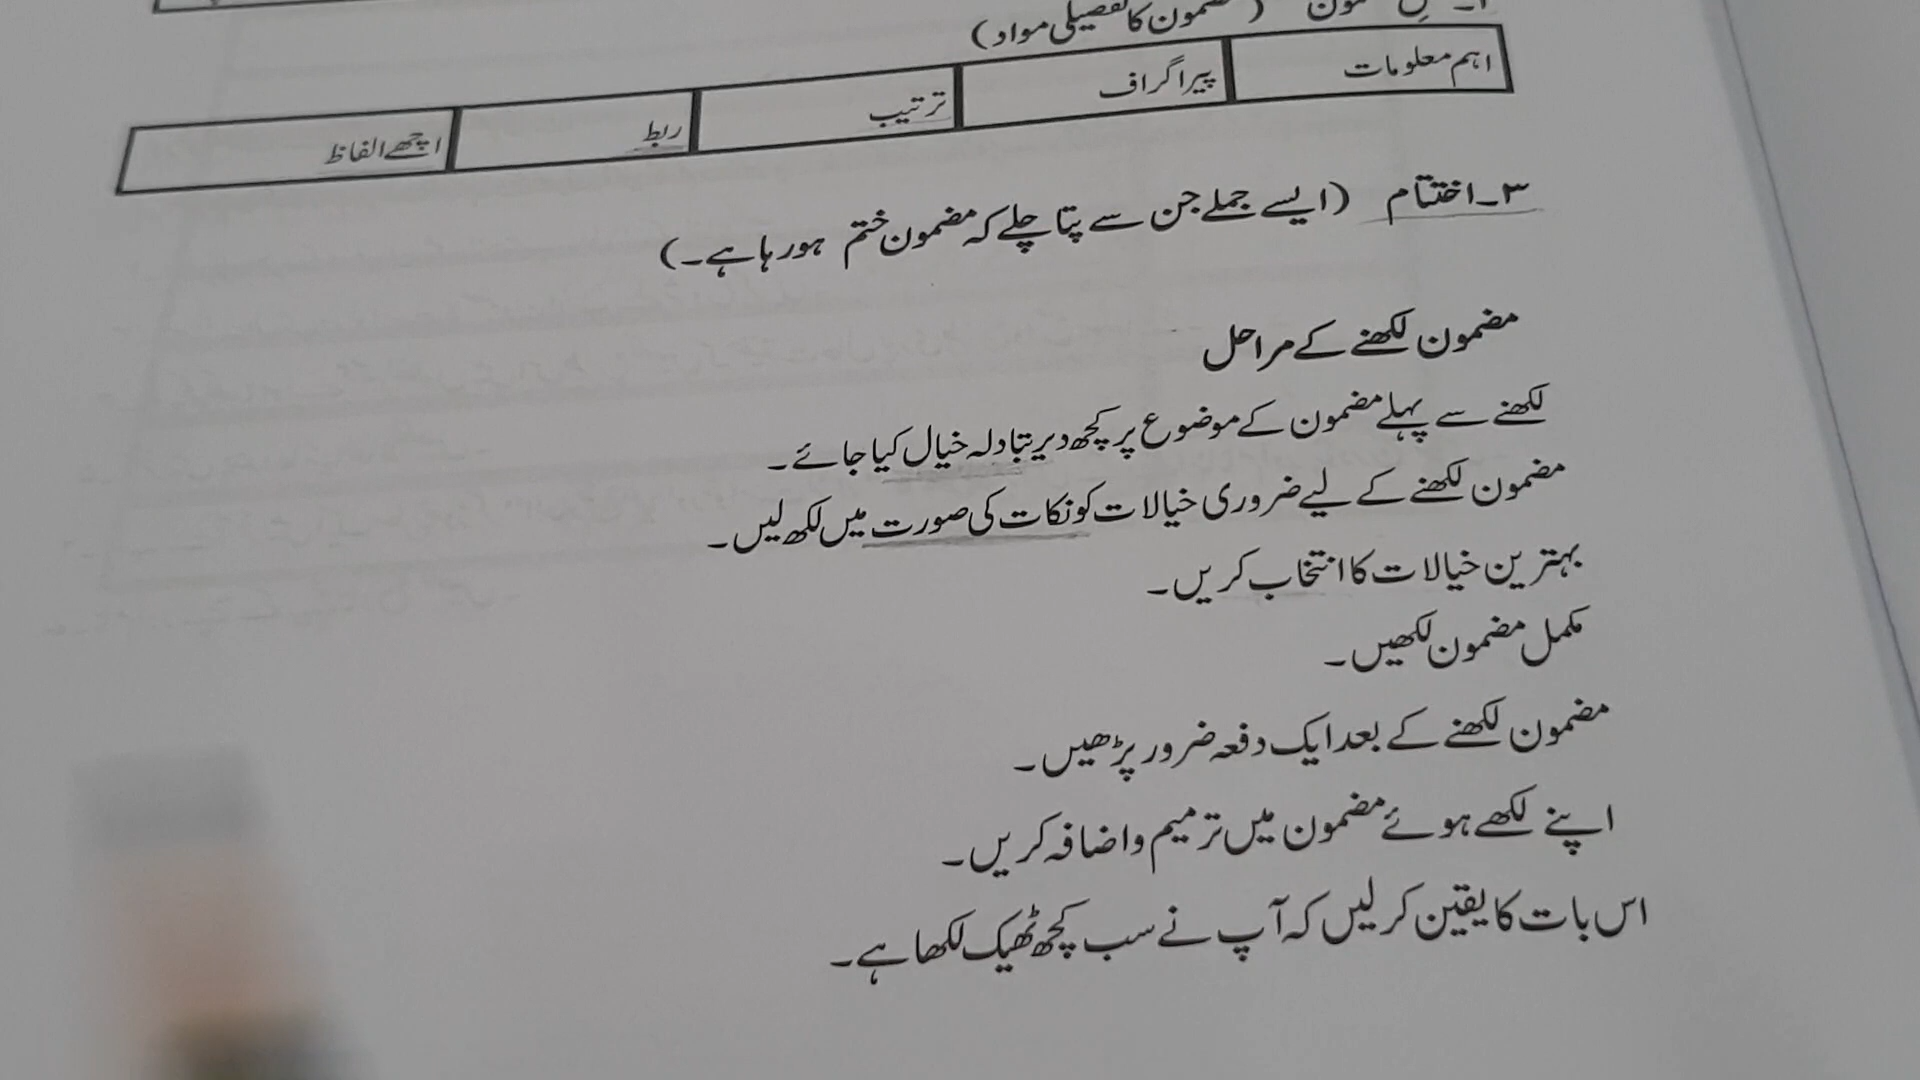 (مضمون کا تفصیلی مواد)
اہم معلومات پیراگراف ترتیب ربط اچھے الفاظ
۳۔اختتام (ایسے جملے جن سے پتا چلے کہ مضمون ختم ہورہا ہے۔)
مضمون لکھنے کے مراحل
لکھنے سے پہلے مضمون کے موضوع پر کچھ دیر تبادلہ خیال کیا جائے۔
مضمون لکھنے کے لیے ضروری خیالات کو نکات کی صورت میں لکھ لیں۔
بہترین خیالات کا انتخاب کریں۔
مکمل مضمون لکھیں۔
مضمون لکھنے کے بعد ایک دفعہ ضرور پڑھیں۔
اپنے لکھے ہوئے مضمون میں ترمیم و اضافہ کریں۔
اس بات کا یقین کرلیں کہ آپ نے سب کچھ ٹھیک لکھا ہے۔